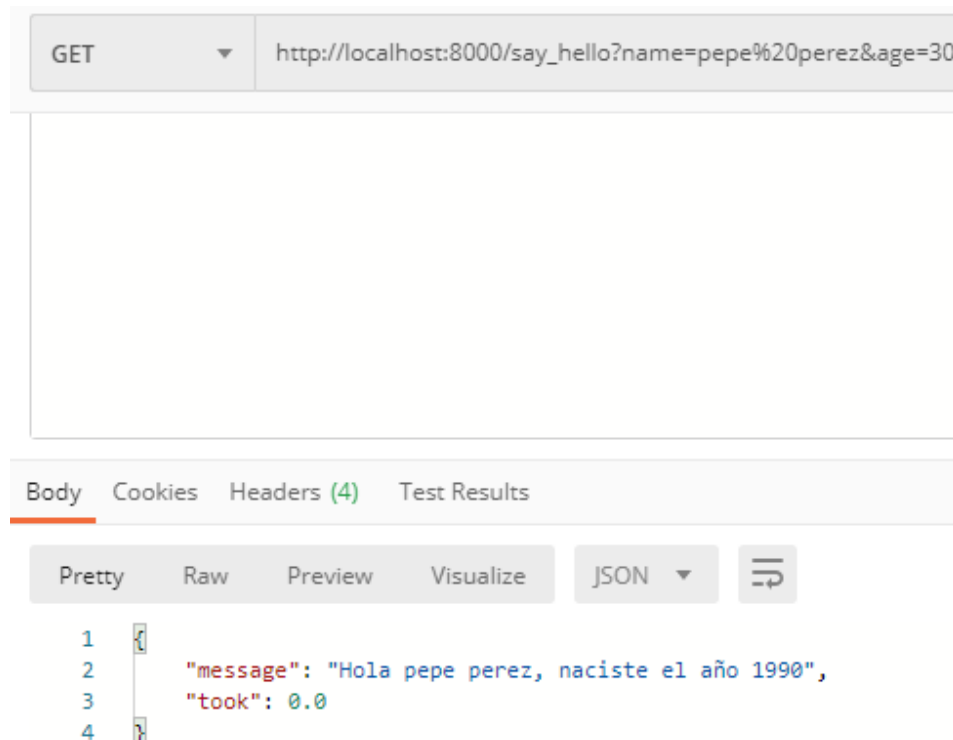 GET http://localhost:8000/say_hello?name=pepe%20perez&age=30
Body Cookies Headers (4) Test Results
Pretty Raw Preview Visualize JSON
1 {
2 "message": "Hola pepe perez, naciste el año 1990",
3 "took": 0.0
4 }